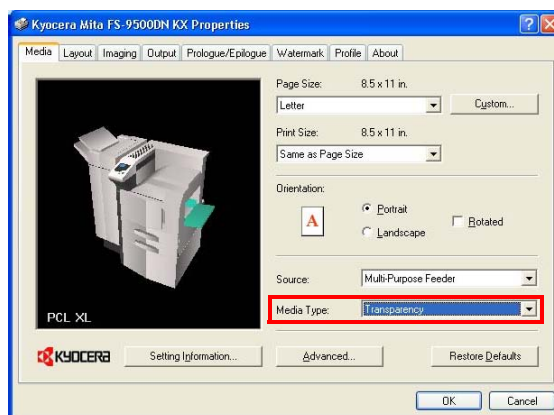 Kyocera Mita FS-9500DN KX Properties
Media Layout Imaging Output Prologue/Epilogue Watermark Profile About
Page Size: 8.5 x 11 in.
Letter Custom...
Print Size: 8.5 x 11 in.
Same as Page Size
Orientation:
A Portrait Rotated
Landscape
Source: Multi-Purpose Feeder
Media Type: Transparency
PCL XL
KYOCERA Setting Information... Advanced... Restore Defaults
OK Cancel